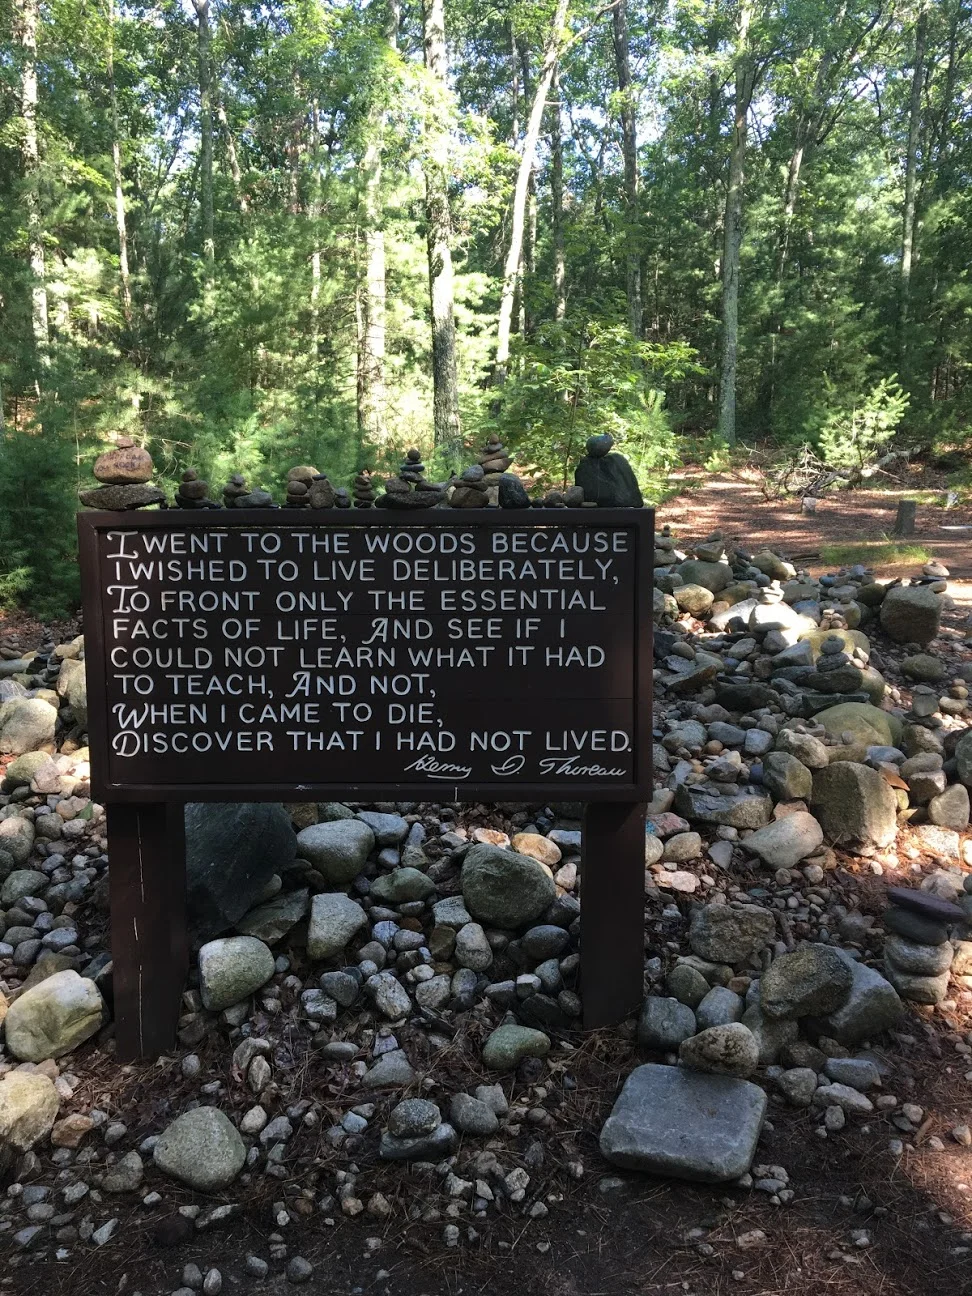 I WENT TO THE WOODS BECAUSE
I WISHED TO LIVE DELIBERATELY,
TO FRONT ONLY THE ESSENTIAL
FACTS OF LIFE, AND SEE IF I
COULD NOT LEARN WHAT IT HAD
TO TEACH, AND NOT,
WHEN I CAME TO DIE,
DISCOVER THAT I HAD NOT LIVED.
Henry D. Thoreau